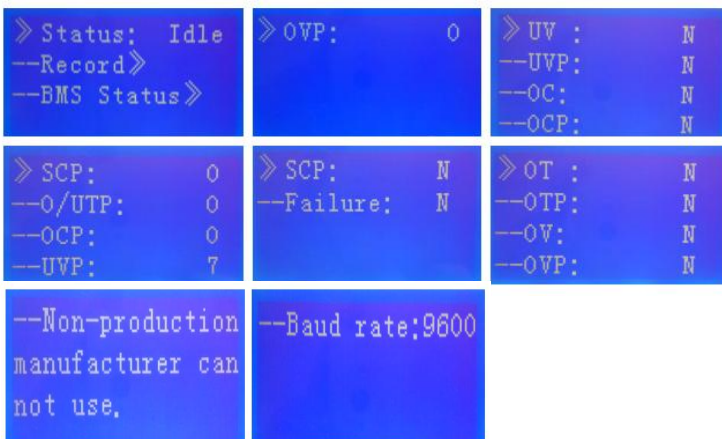 》Status: Idle
--Record》
--BMS Status》
》OVP: 0
》UV : N
--UVP: N
--OC: N
--OCP: N
》SCP: 0
--O/UTP: 0
--OCP: 0
--UVP: 7
》SCP: N
--Failure: N
》OT : N
--OTP: N
--OV: N
--OVP: N
--Non-production
manufacturer can
not use.
--Baud rate:9600